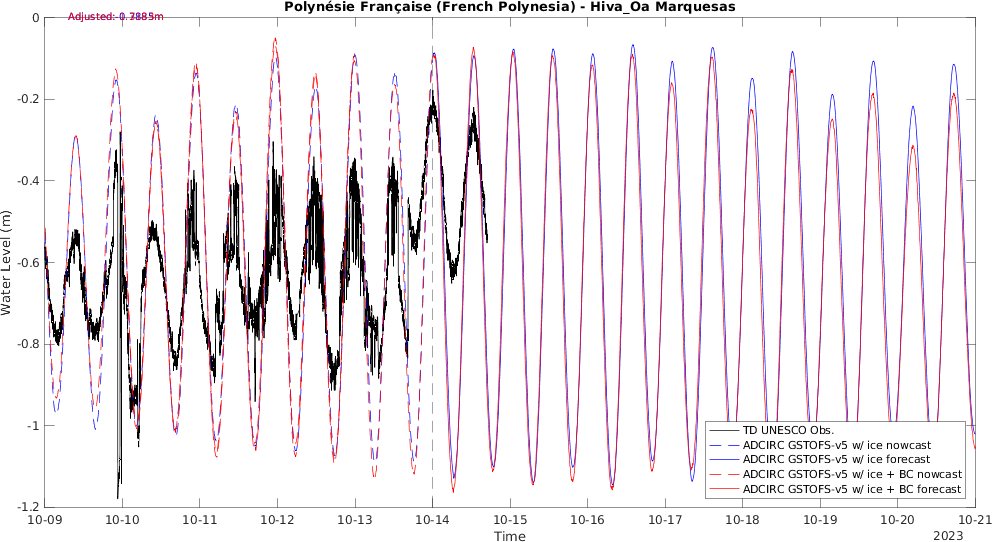 Polynésie Française (French Polynesia) - Hiva_Oa Marquesas
Adjusted:
0
-0.2
-0.4
-0.6
-0.8
-1
-1.2
Water Level (m)
TD UNESCO Obs.
ADCIRC GSTOFS-v5 w/ ice nowcast
ADCIRC GSTOFS-v5 w/ ice forecast
ADCIRC GSTOFS-v5 w/ ice + BC nowcast
ADCIRC GSTOFS-v5 w/ ice + BC forecast
10-09 10-10 10-11 10-12 10-13 10-14 10-15 10-16 10-17 10-18 10-19 10-20 10-21
Time
2023